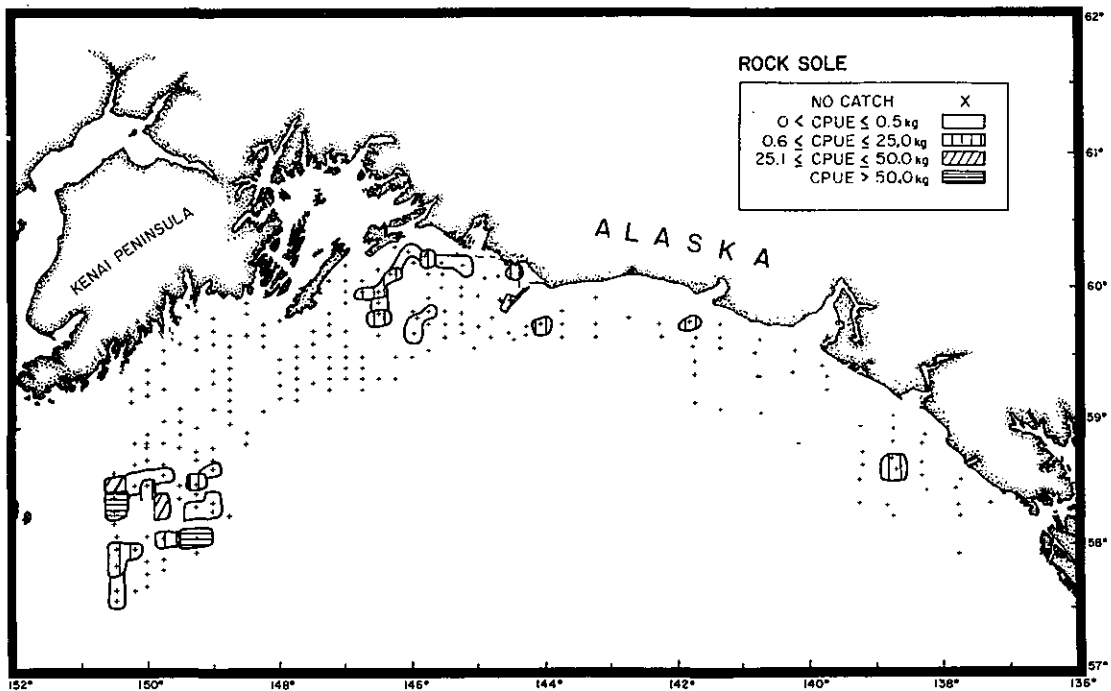 62°
ROCK SOLE
NO CATCH X
0 < CPUE ≤ 0.5 kg
0.6 ≤ CPUE ≤ 25.0 kg
25.1 ≤ CPUE ≤ 50.0 kg
CPUE > 50.0 kg
61°
KENAI PENINSULA
ALASKA
60°
59°
58°
57°
152° 150° 148° 146° 144° 142° 140° 138° 136°